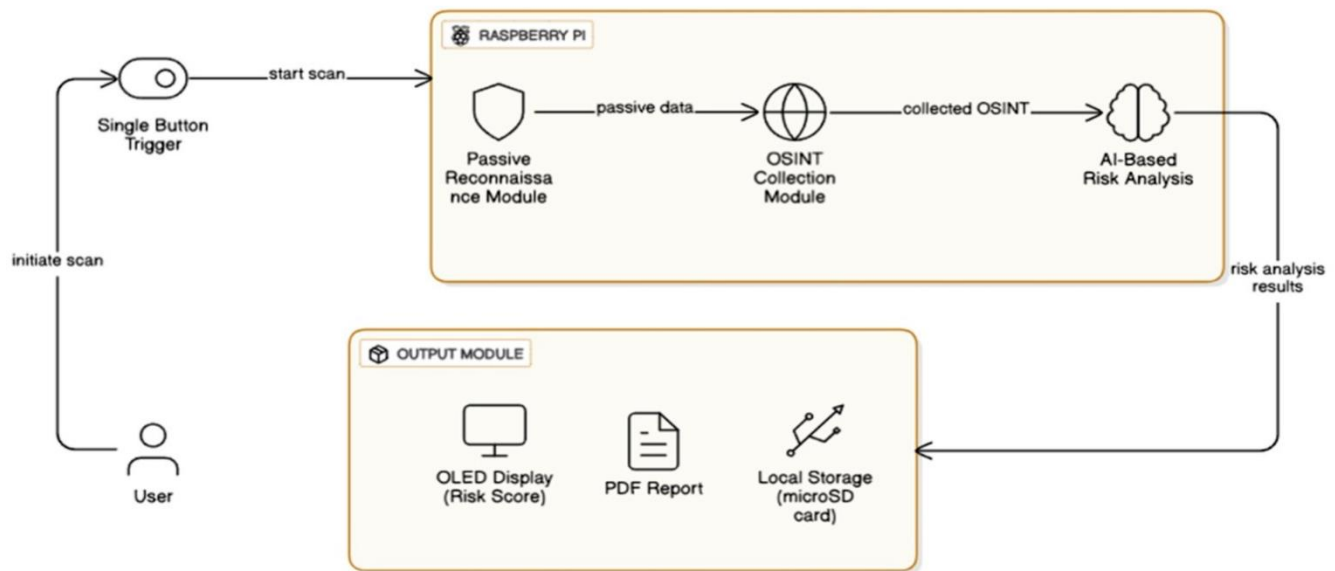 RASPBERRY PI
start scan
Single Button
Trigger
passive data
collected OSINT
Passive
Reconnaissa
nce Module
OSINT
Collection
Module
AI-Based
Risk Analysis
initiate scan
risk analysis
results
OUTPUT MODULE
OLED Display
(Risk Score)
PDF Report
Local Storage
(microSD
card)
User